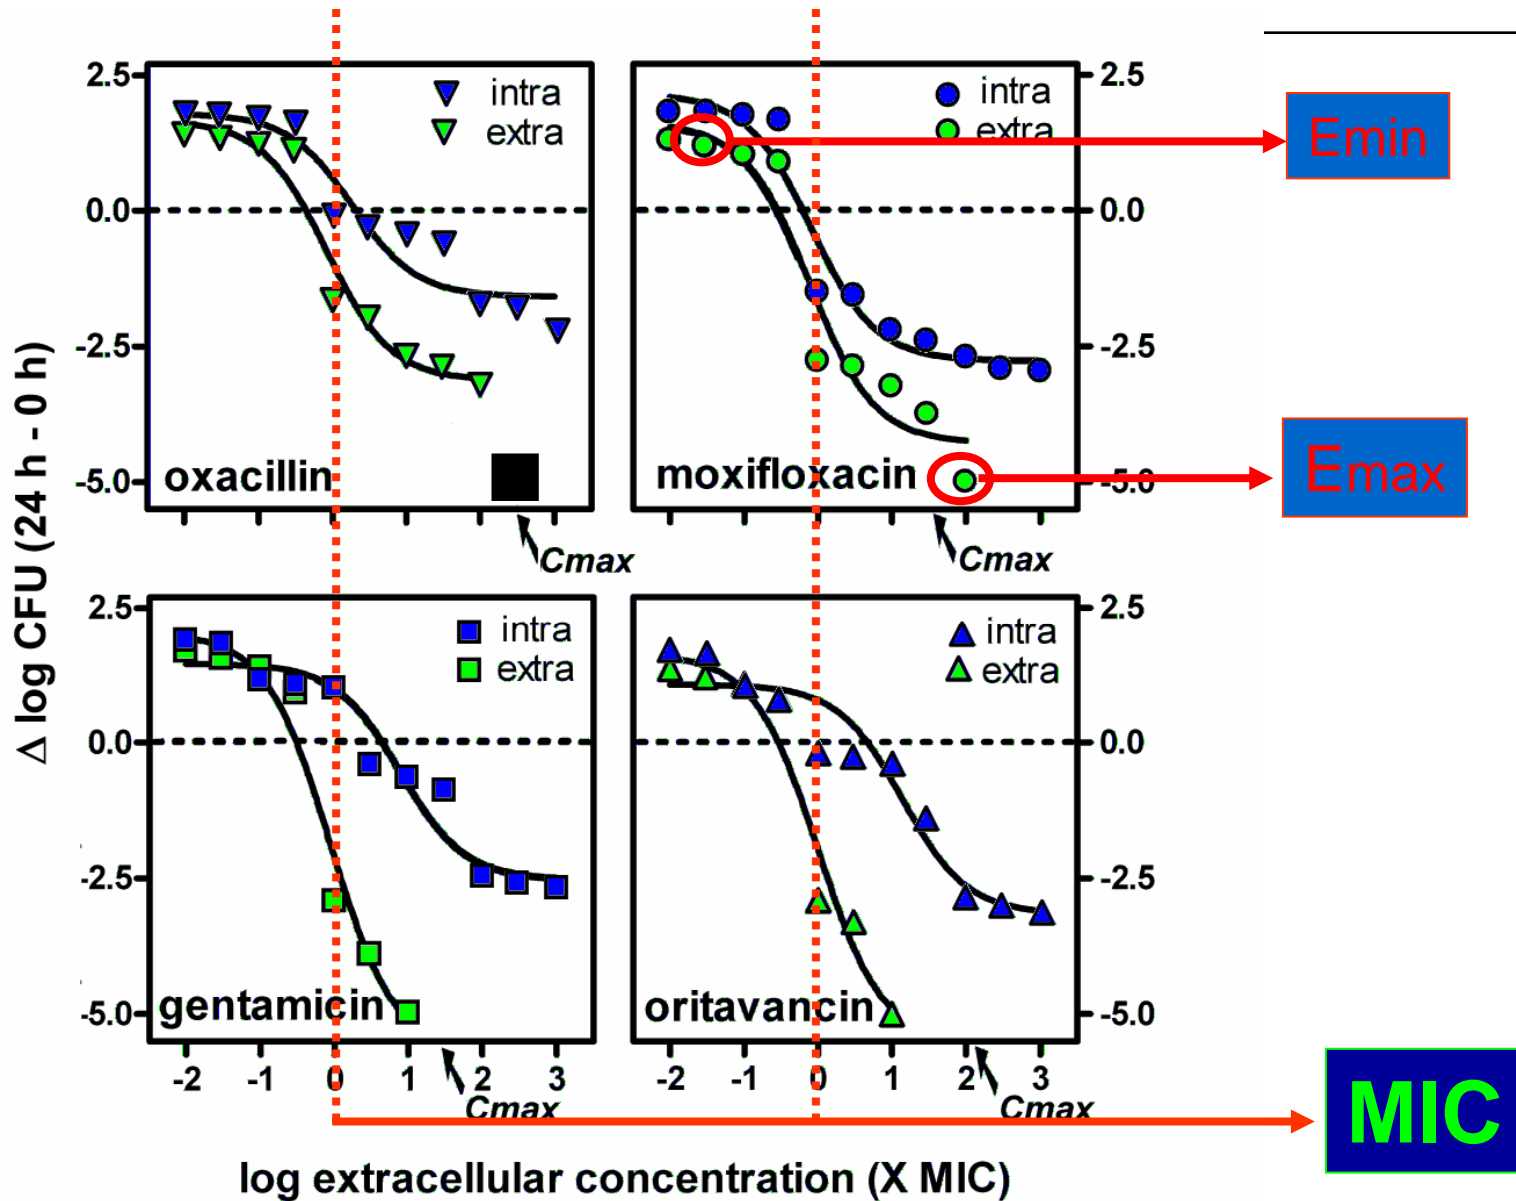 2.5
0.0
-2.5
-5.0
intra
extra
oxacillin
Cmax
intra
extra
moxifloxacin
Cmax
2.5
0.0
-2.5
-5.0
Emin
Emax
Δ log CFU (24 h - 0 h)
2.5
0.0
-2.5
-5.0
intra
extra
gentamicin
-2 -1 0 1 2 3
Cmax
intra
extra
oritavancin
-2 -1 0 1 2 3
Cmax
2.5
0.0
-2.5
-5.0
MIC
log extracellular concentration (X MIC)